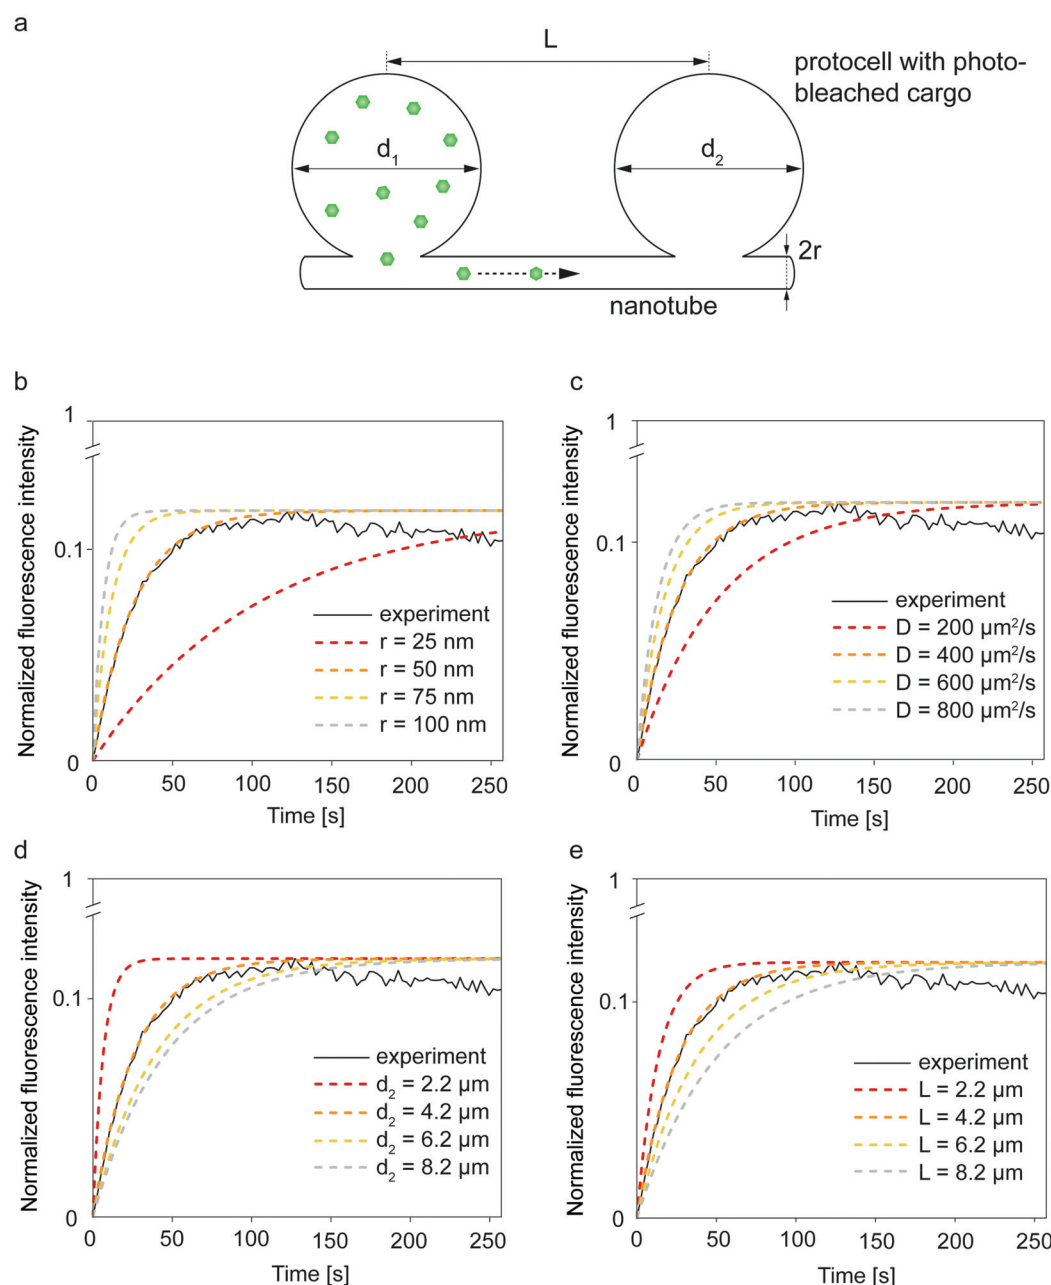 a
L
protocell with photo-
bleached cargo
d1
d2
2r
nanotube
b
Normalized fluorescence intensity
1
0.1
0
experiment
r = 25 nm
r = 50 nm
r = 75 nm
r = 100 nm
0 50 100 150 200 250
Time [s]
c
Normalized fluorescence intensity
1
0.1
0
experiment
D = 200 µm²/s
D = 400 µm²/s
D = 600 µm²/s
D = 800 µm²/s
0 50 100 150 200 250
Time [s]
d
Normalized fluorescence intensity
1
0.1
0
experiment
d2 = 2.2 µm
d2 = 4.2 µm
d2 = 6.2 µm
d2 = 8.2 µm
0 50 100 150 200 250
Time [s]
e
Normalized fluorescence intensity
1
0.1
0
experiment
L = 2.2 µm
L = 4.2 µm
L = 6.2 µm
L = 8.2 µm
0 50 100 150 200 250
Time [s]